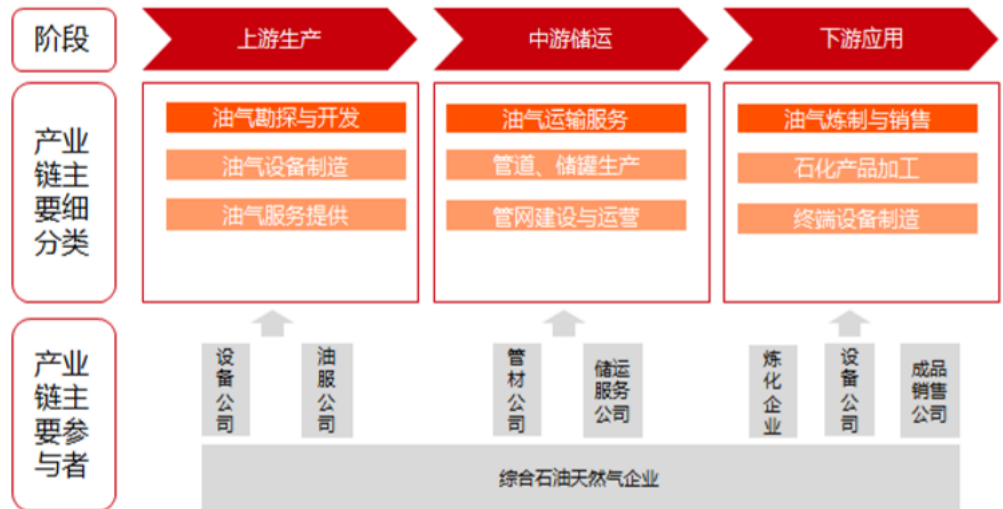 阶段
上游生产
中游储运
下游应用
产业
链主
要细
分类
油气勘探与开发
油气设备制造
油气服务提供
油气运输服务
管道、储罐生产
管网建设与运营
油气炼制与销售
石化产品加工
终端设备制造
产业
链主
要参
与者
设备公司
油服公司
管材公司
储运
服务
公司
炼化企业
设备公司
成品
销售
公司
综合石油天然气企业